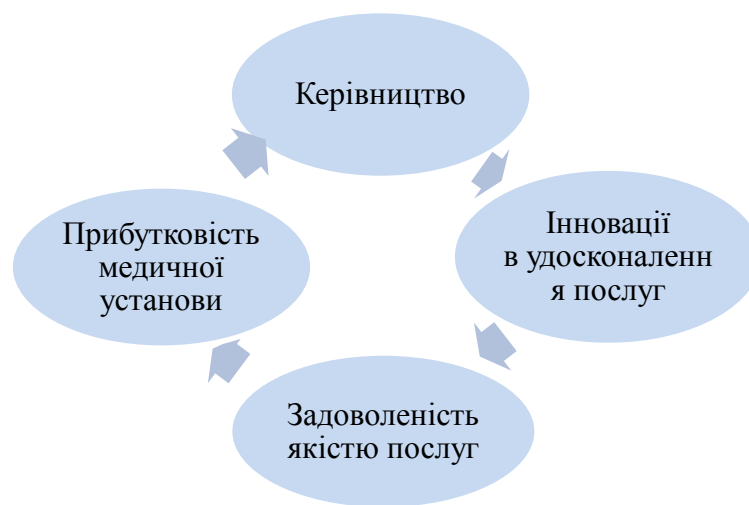 Керівництво
Інновації
в удосконаленн
я послуг
Задоволеність
якістю послуг
Прибутковість
медичної
установи